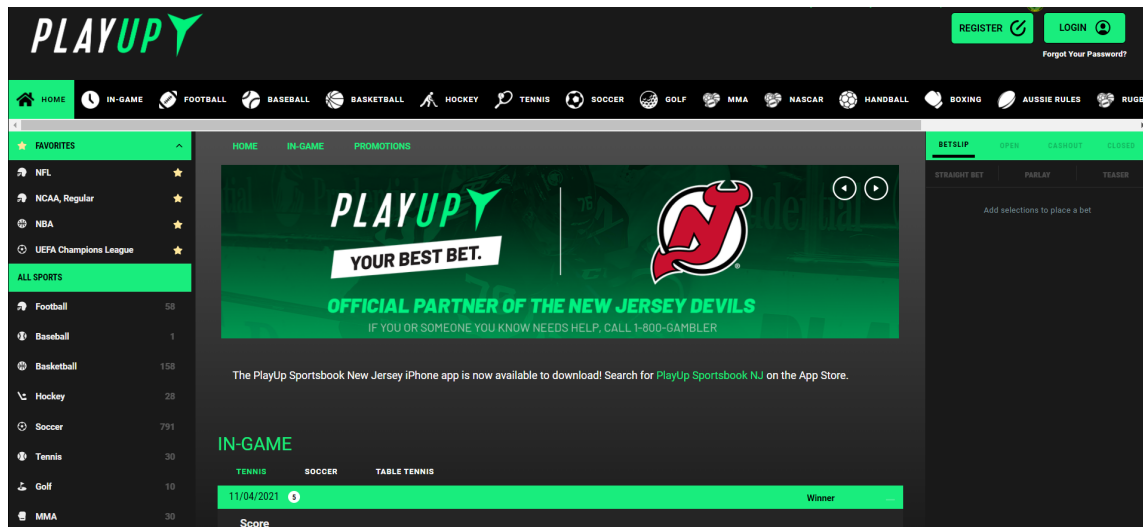 PLAYUP
REGISTER
LOGIN
Forgot Your Password?
HOME IN-GAME FOOTBALL BASEBALL BASKETBALL HOCKEY TENNIS SOCCER GOLF MMA NASCAR HANDBALL BOXING AUSSIE RULES RUGB
FAVORITES
NFL
NCAA, Regular
NBA
UEFA Champions League
ALL SPORTS
Football 58
Baseball 1
Basketball 158
Hockey 28
Soccer 791
Tennis 30
Golf 10
MMA 30
HOME IN-GAME PROMOTIONS
PLAYUP
YOUR BEST BET.
OFFICIAL PARTNER OF THE NEW JERSEY DEVILS
IF YOU OR SOMEONE YOU KNOW NEEDS HELP, CALL 1-800-GAMBLER
The PlayUp Sportsbook New Jersey iPhone app is now available to download! Search for PlayUp Sportsbook NJ on the App Store.
IN-GAME
TENNIS SOCCER TABLE TENNIS
11/04/2021 5 Winner
Score
BETSLIP OPEN CASHOUT CLOSED
STRAIGHT BET PARLAY TEASER
Add selections to place a bet